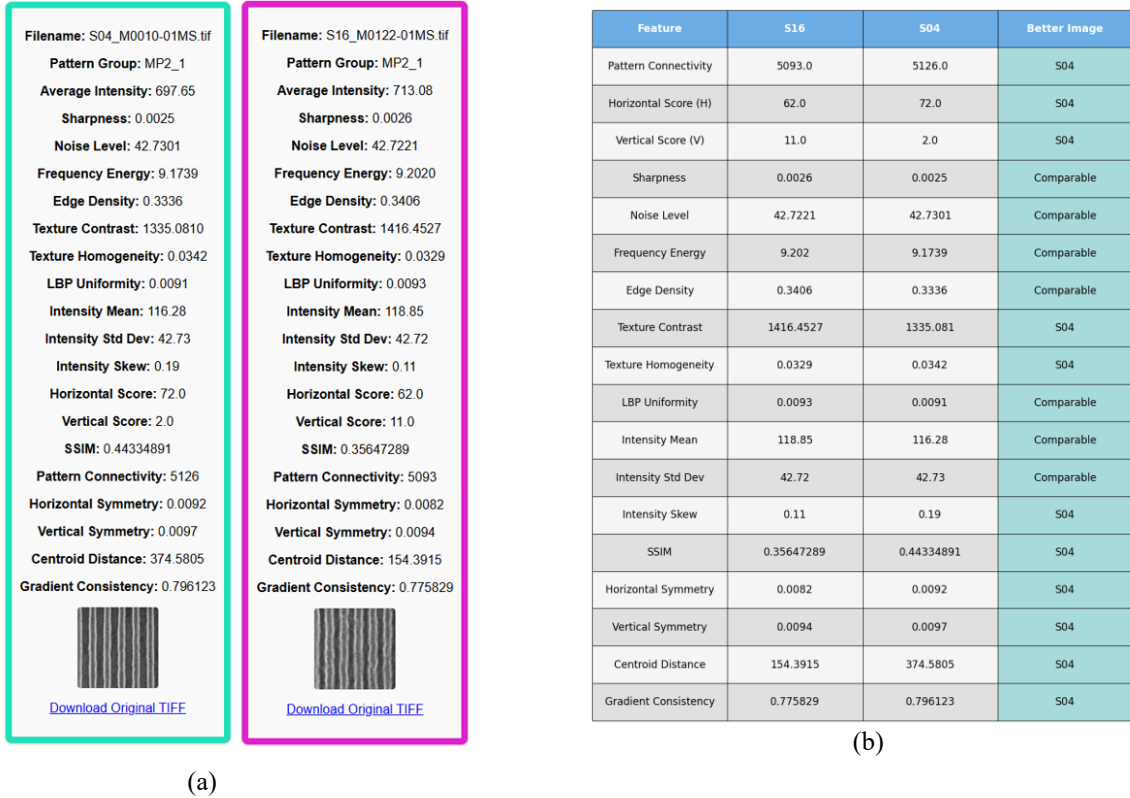 Filename: S04_M0010-01MS.tif
Pattern Group: MP2_1
Average Intensity: 697.65
Sharpness: 0.0025
Noise Level: 42.7301
Frequency Energy: 9.1739
Edge Density: 0.3336
Texture Contrast: 1335.0810
Texture Homogeneity: 0.0342
LBP Uniformity: 0.0091
Intensity Mean: 116.28
Intensity Std Dev: 42.73
Intensity Skew: 0.19
Horizontal Score: 72.0
Vertical Score: 2.0
SSIM: 0.44334891
Pattern Connectivity: 5126
Horizontal Symmetry: 0.0092
Vertical Symmetry: 0.0097
Centroid Distance: 374.5805
Gradient Consistency: 0.796123
Download Original TIFF
Filename: S16_M0122-01MS.tif
Pattern Group: MP2_1
Average Intensity: 713.08
Sharpness: 0.0026
Noise Level: 42.7221
Frequency Energy: 9.2020
Edge Density: 0.3406
Texture Contrast: 1416.4527
Texture Homogeneity: 0.0329
LBP Uniformity: 0.0093
Intensity Mean: 118.85
Intensity Std Dev: 42.72
Intensity Skew: 0.11
Horizontal Score: 62.0
Vertical Score: 11.0
SSIM: 0.35647289
Pattern Connectivity: 5093
Horizontal Symmetry: 0.0082
Vertical Symmetry: 0.0094
Centroid Distance: 154.3915
Gradient Consistency: 0.775829
Download Original TIFF
(a)
Feature S16 S04 Better Image
Pattern Connectivity 5093.0 5126.0 S04
Horizontal Score (H) 62.0 72.0 S04
Vertical Score (V) 11.0 2.0 S04
Sharpness 0.0026 0.0025 Comparable
Noise Level 42.7221 42.7301 Comparable
Frequency Energy 9.202 9.1739 Comparable
Edge Density 0.3406 0.3336 Comparable
Texture Contrast 1416.4527 1335.081 S04
Texture Homogeneity 0.0329 0.0342 S04
LBP Uniformity 0.0093 0.0091 Comparable
Intensity Mean 118.85 116.28 Comparable
Intensity Std Dev 42.72 42.73 Comparable
Intensity Skew 0.11 0.19 S04
SSIM 0.35647289 0.44334891 S04
Horizontal Symmetry 0.0082 0.0092 S04
Vertical Symmetry 0.0094 0.0097 S04
Centroid Distance 154.3915 374.5805 S04
Gradient Consistency 0.775829 0.796123 S04
(b)